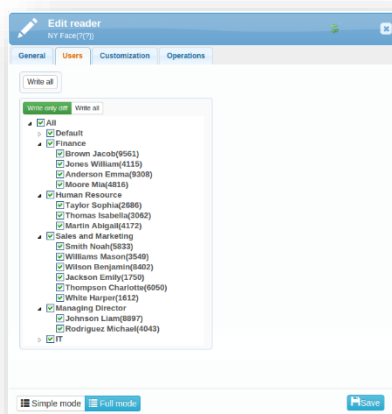 Edit reader
NY Face(?(?))
General Users Customization Operations
Write all
Write only diff Write all
All
Default
Finance
Brown Jacob(9561)
Jones William(4115)
Anderson Emma(9308)
Moore Mia(4816)
Human Resource
Taylor Sophia(2686)
Thomas Isabella(3062)
Martin Abigail(4172)
Sales and Marketing
Smith Noah(5833)
Williams Mason(3549)
Wilson Benjamin(8402)
Jackson Emily(1750)
Thompson Charlotte(6050)
White Harper(1612)
Managing Director
Johnson Liam(8897)
Rodriguez Michael(4043)
IT
Simple mode Full mode Save